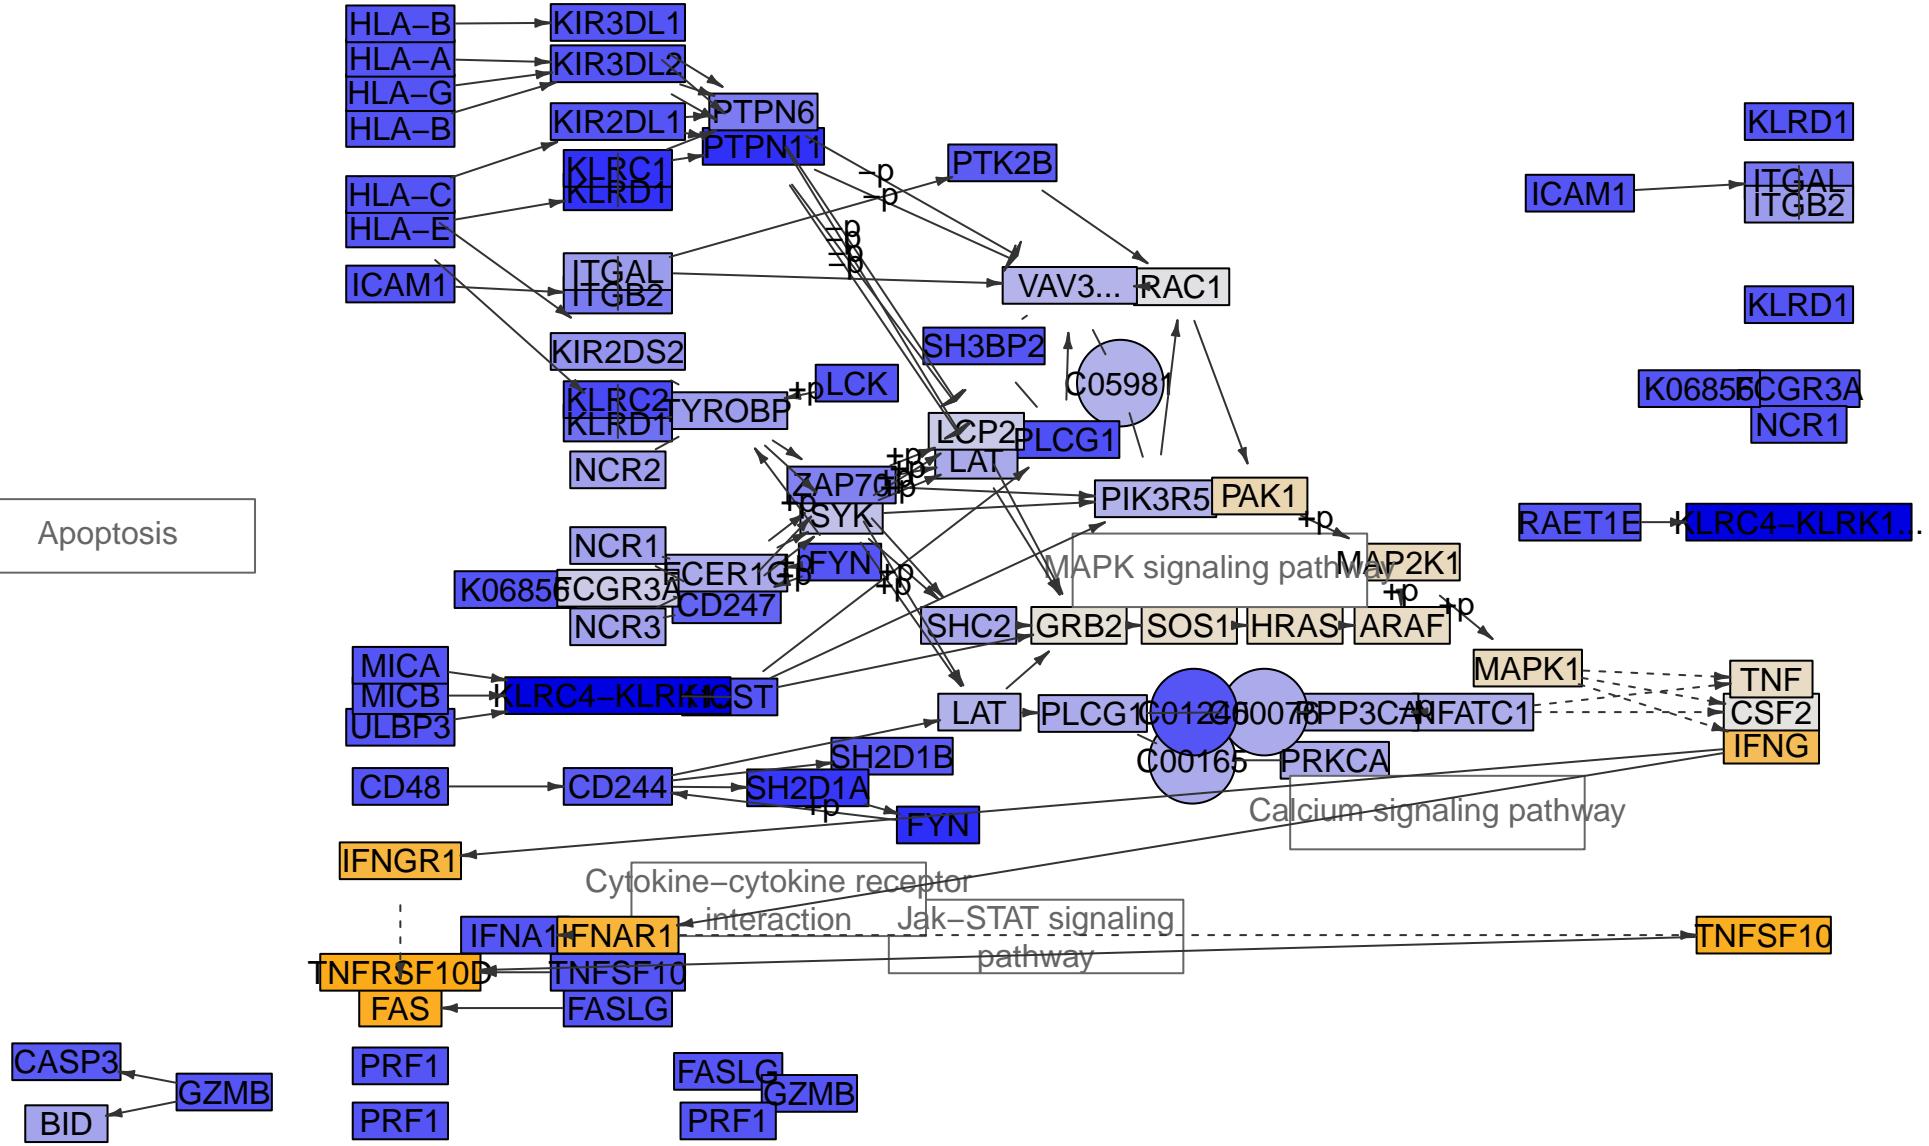 HLA−B
KIR3DL1
HLA−A
KIR3DL2
HLA−G
HLA−B
PTPN6
KIR2DL1
PTPN11
KLRD1
KLRC1
KLRD1
PTK2B
−p
−p
HLA−C
HLA−E
ICAM1
ITGAL
ITGB2
−p
−p
−p
−p
ICAM1
ITGAL
ITGB2
VAV3...
RAC1
KLRD1
KIR2DS2
SH3BP2
C05981
KLRC2
KLRD1
TYROBP
+p
LCK
K06856
FCGR3A
NCR1
LCP2
LAT
PLCG1
NCR2
ZAP70
SYK
+p
+p
+p
+p
+p
PIK3R5
PAK1
+p
Apoptosis
RAET1E
KLRC4−KLRK1...
NCR1
FCER1G
+p
+p
FYN
+p
+p
MAPK signaling pathway
MAP2K1
K06856
FCGR3A
CD247
NCR3
+p
+p
SHC2
GRB2
SOS1
HRAS
ARAF
MICA
MICB
ULBP3
KLRC4−KLRK1
HCST
MAPK1
TNF
CSF2
IFNG
LAT
PLCG1
C01245
C00076
PPP3CA
−p
NFATC1
C00165
PRKCA
CD48
CD244
SH2D1B
SH2D1A
+p
FYN
Calcium signaling pathway
IFNGR1
Cytokine−cytokine receptor
interaction
Jak−STAT signaling
pathway
IFNA1
IFNAR1
TNFSF10
TNFRSF10D
TNFSF10
FAS
FASLG
CASP3
GZMB
BID
PRF1
PRF1
FASLG
GZMB
PRF1